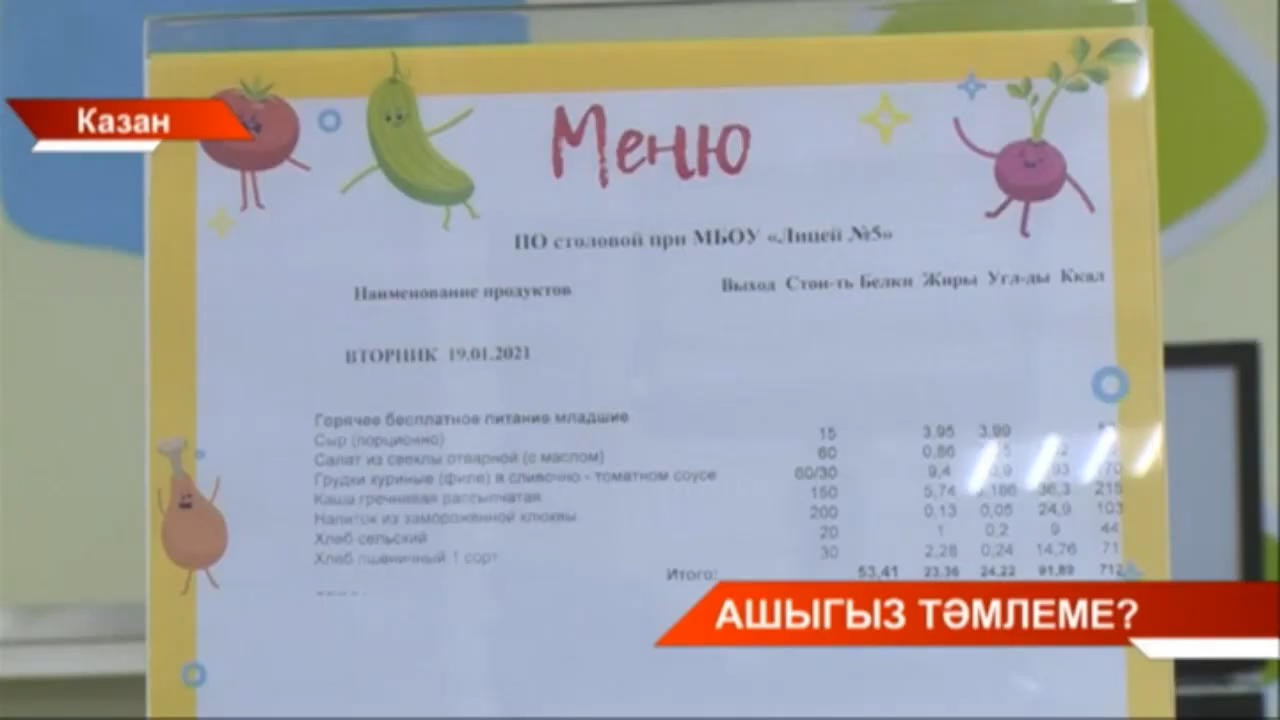 Казан
Меню
ПО столовой при МБОУ «Лицей №5»
Наименование продуктов Выход Стои-ть Белки Жиры Угл-ды Ккал
ВТОРНИК 19.01.2021
Горячее бесплатное питание младшие
Сыр (порционно) 15 3,95 3,99
Салат из свеклы отварной (с маслом) 60 0,86
Грудки куриные (филе) в сливочно - томатном соусе 60/30 9,4
Каша гречневая рассыпчатая 150 5,74 36,3 215
Напиток из замороженной клюквы 200 0,13 0,05 24,9 103
Хлеб сельский 20 1 0,2 9 44
Хлеб пшеничный 1 сорт 30 2,28 0,24 14,76 71
Итого: 53,41 23,36 24,22 91,89 712
АШЫГЫЗ ТӘМЛЕМЕ?